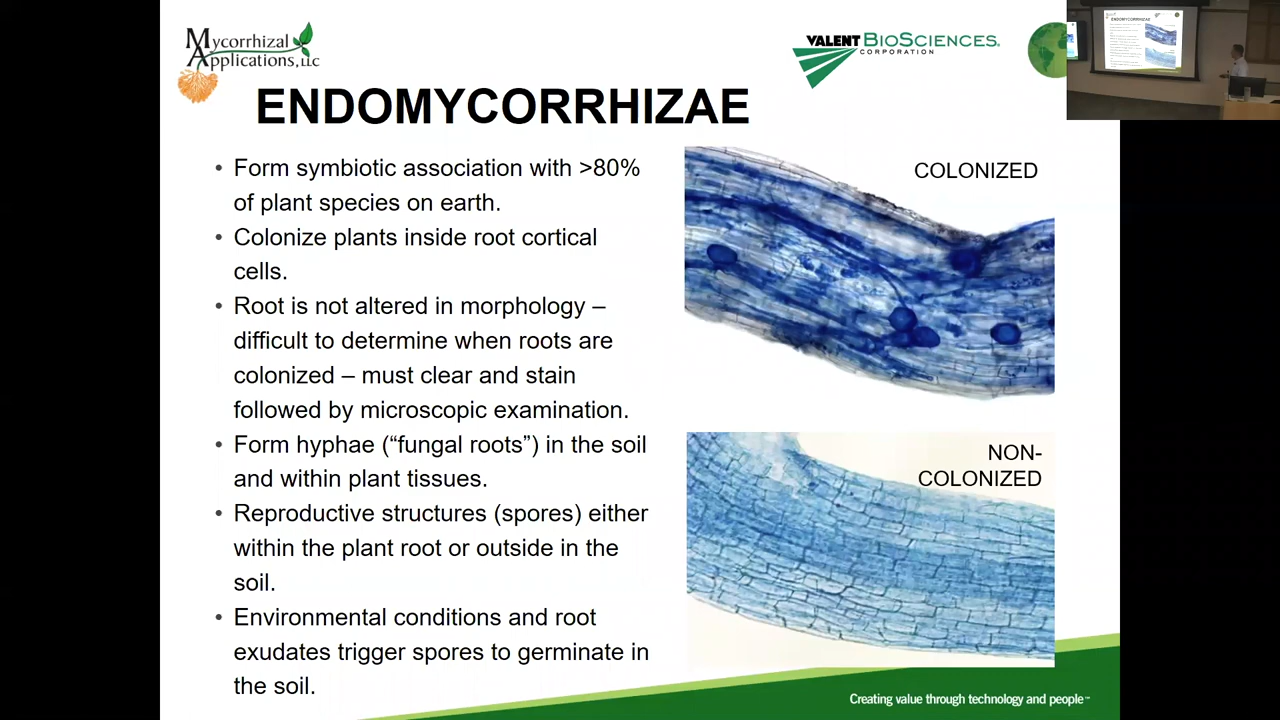 Mycorrhizal
Applications, LLC
VALENT BIOSCIENCES®
CORPORATION
ENDOMYCORRHIZAE
• Form symbiotic association with >80%
of plant species on earth.
• Colonize plants inside root cortical
cells.
• Root is not altered in morphology –
difficult to determine when roots are
colonized – must clear and stain
followed by microscopic examination.
• Form hyphae (“fungal roots”) in the soil
and within plant tissues.
• Reproductive structures (spores) either
within the plant root or outside in the
soil.
• Environmental conditions and root
exudates trigger spores to germinate in
the soil.
COLONIZED
NON-
COLONIZED
Creating value through technology and people™
ENDOMYCORRHIZAE